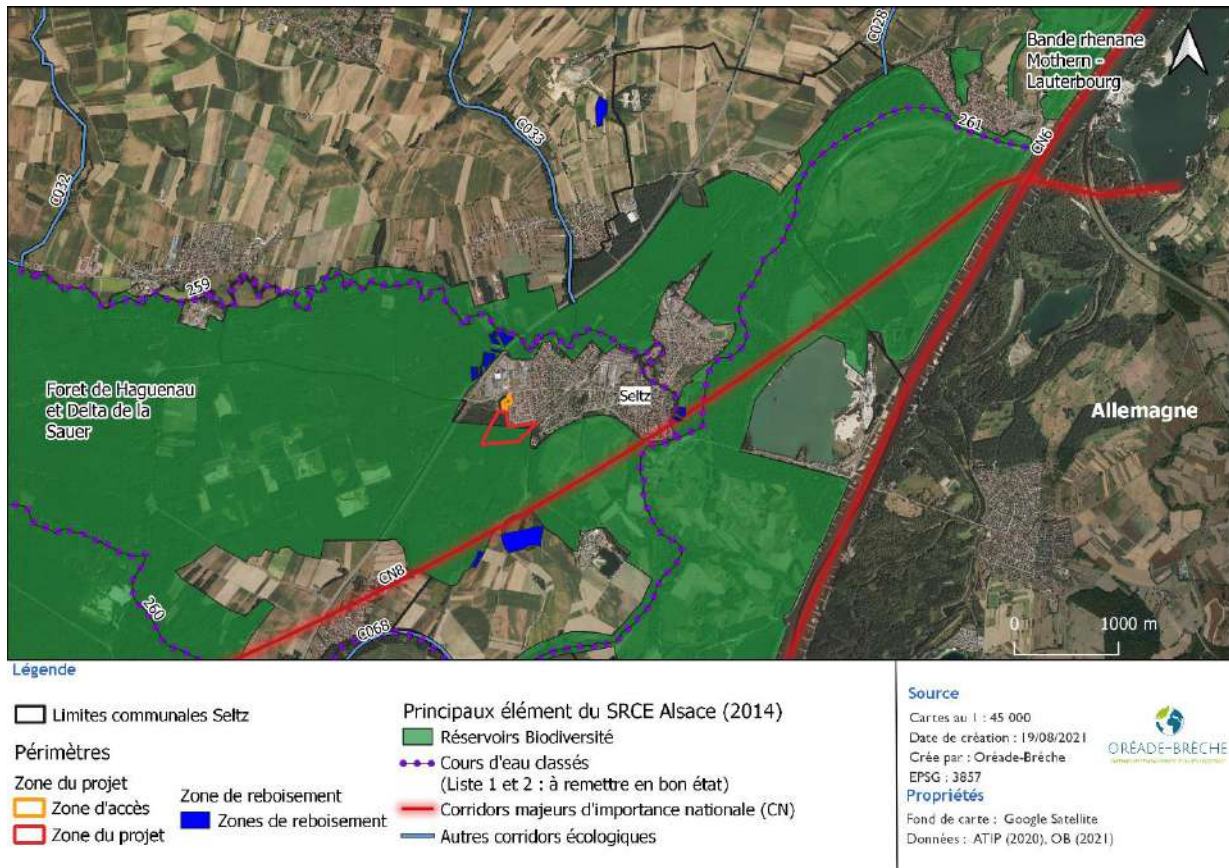 Bande rhenane
Mothern -
Lauterbourg
C028
C033
C032
261
CN6
259
Foret de Haguenau
et Delta de la
Sauer
Seltz
Allemagne
CN8
260
C068
0 1000 m
Légende
Limites communales Seltz
Périmètres
Zone du projet
Zone d'accès
Zone du projet
Zone de reboisement
Zones de reboisement
Principaux élément du SRCE Alsace (2014)
Réservoirs Biodiversité
Cours d'eau classés
(Liste 1 et 2 : à remettre en bon état)
Corridors majeurs d'importance nationale (CN)
Autres corridors écologiques
Source
Cartes au 1 : 45 000
Date de création : 19/08/2021
Crée par : Oréade-Brèche
EPSG : 3857
Propriétés
Fond de carte : Google Satellite
Données : ATIP (2020), OB (2021)
ORÉADE-BRÈCHE